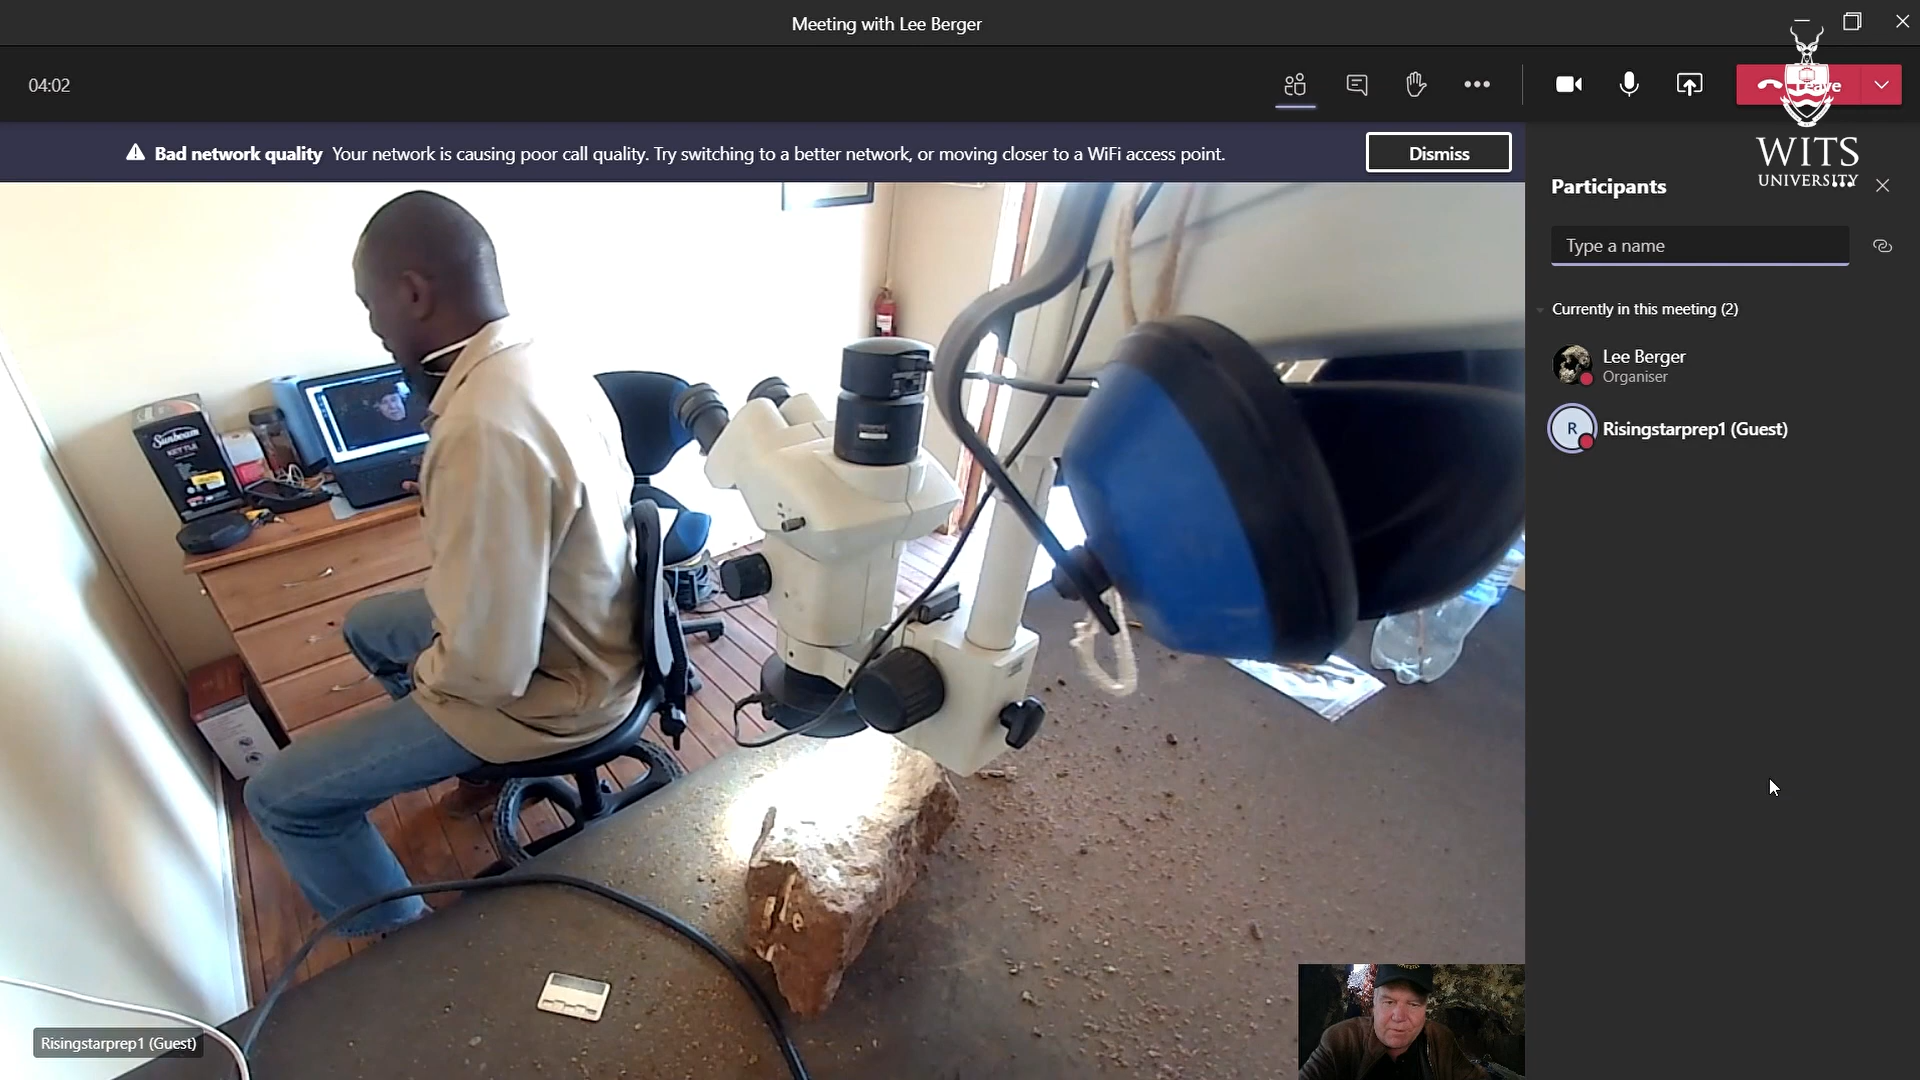 Meeting with Lee Berger
04:02
Leave
WITS
UNIVERSITY
Bad network quality Your network is causing poor call quality. Try switching to a better network, or moving closer to a WiFi access point.
Dismiss
Participants
Type a name
Currently in this meeting (2)
Lee Berger
Organiser
R
Risingstarprep1 (Guest)
Sunbeam
KETTLE
Risingstarprep1 (Guest)